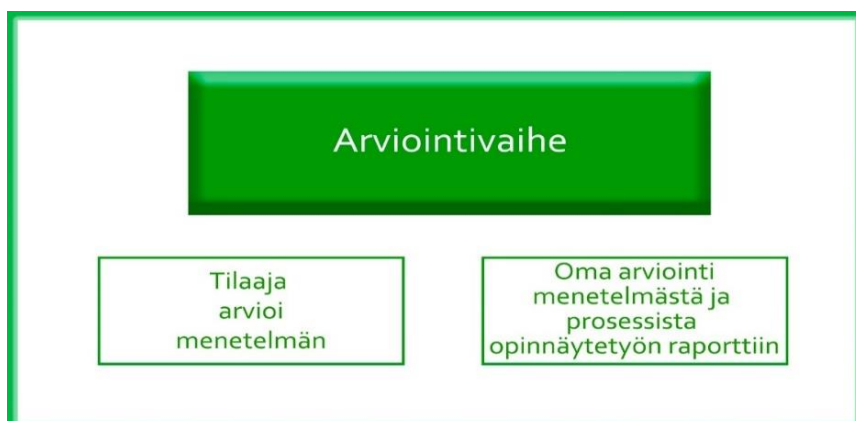 Arviointivaihe
Tilaaja
arvioi
menetelmän
Oma arviointi
menetelmästä ja
prosessista
opinnäytetyön raporttiin